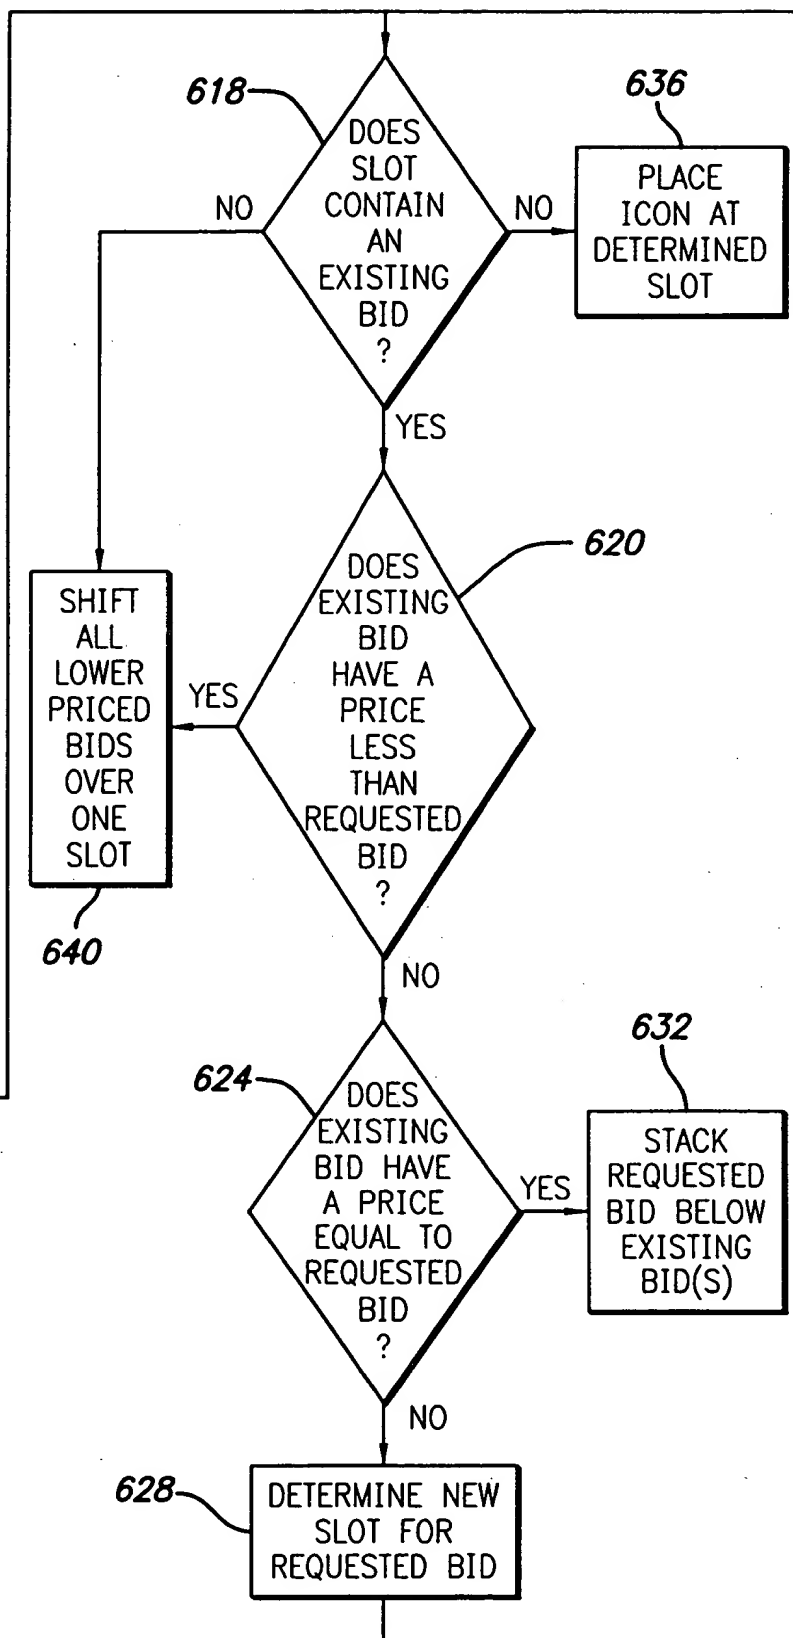 618
DOES
SLOT
CONTAIN
AN
EXISTING
BID
?
NO
NO
636
PLACE
ICON AT
DETERMINED
SLOT
YES
620
DOES
EXISTING
BID
HAVE A
PRICE
LESS
THAN
REQUESTED
BID
?
YES
SHIFT
ALL
LOWER
PRICED
BIDS
OVER
ONE
SLOT
640
NO
624
DOES
EXISTING
BID HAVE
A PRICE
EQUAL TO
REQUESTED
BID
?
YES
632
STACK
REQUESTED
BID BELOW
EXISTING
BID(S)
NO
628
DETERMINE NEW
SLOT FOR
REQUESTED BID